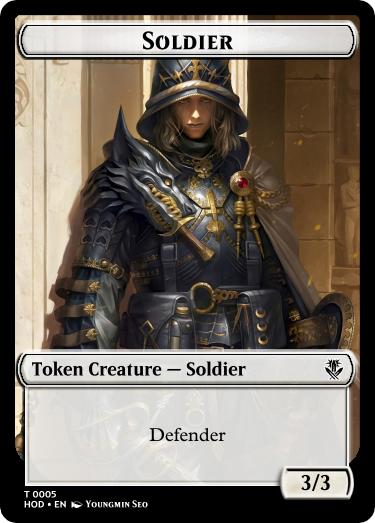 Soldier
Token Creature — Soldier
Defender
3/3
T 0005
HOD • EN Youngmin Seo